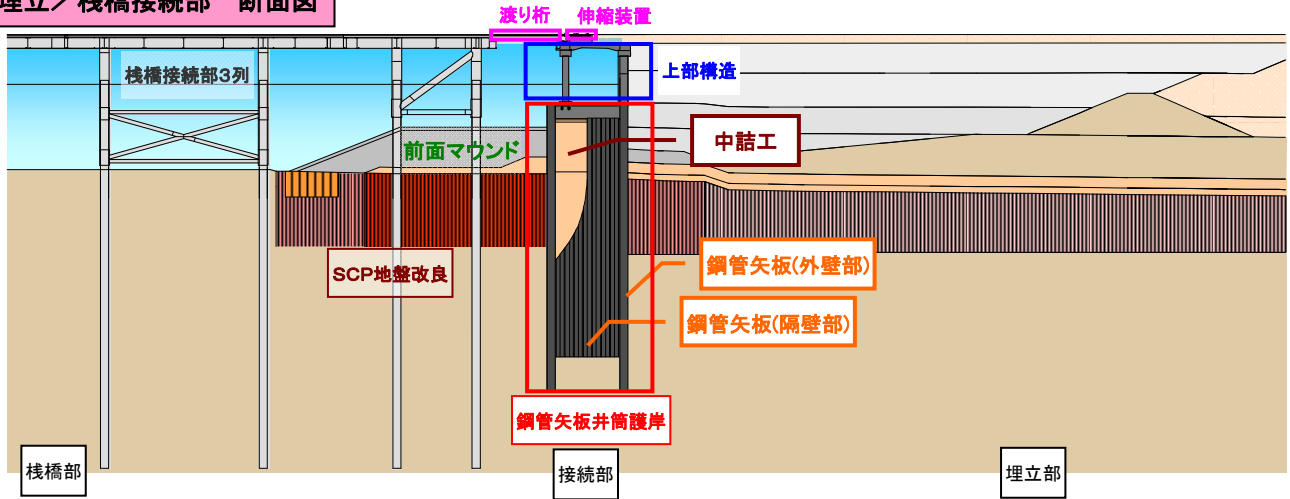 埋立／桟橋接続部 断面図
渡り桁 伸縮装置
桟橋接続部3列
上部構造
前面マウンド
中詰工
SCP地盤改良
鋼管矢板(外壁部)
鋼管矢板(隔壁部)
鋼管矢板井筒護岸
桟橋部
接続部
埋立部